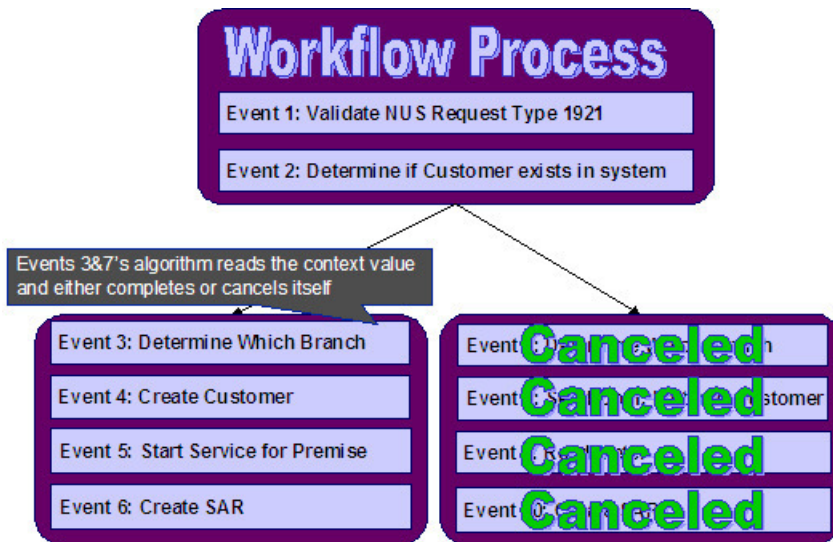 Workflow Process
Event 1: Validate NUS Request Type 1921
Event 2: Determine if Customer exists in system
Events 3&7's algorithm reads the context value
and either completes or cancels itself
Event 3: Determine Which Branch
Event 4: Create Customer
Event 5: Start Service for Premise
Event 6: Create SAR
Event
Canceled
Event
Canceled
Event
Canceled
Event
Canceled